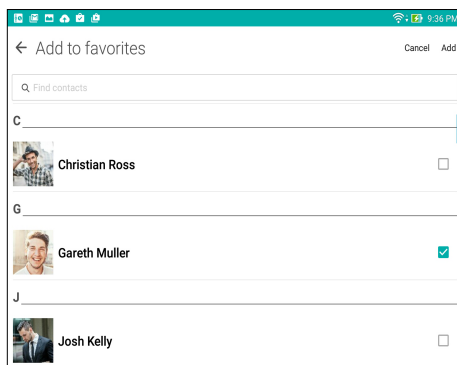 9:36 PM
Add to favorites
Cancel Add
Find contacts
C
Christian Ross
G
Gareth Muller
J
Josh Kelly